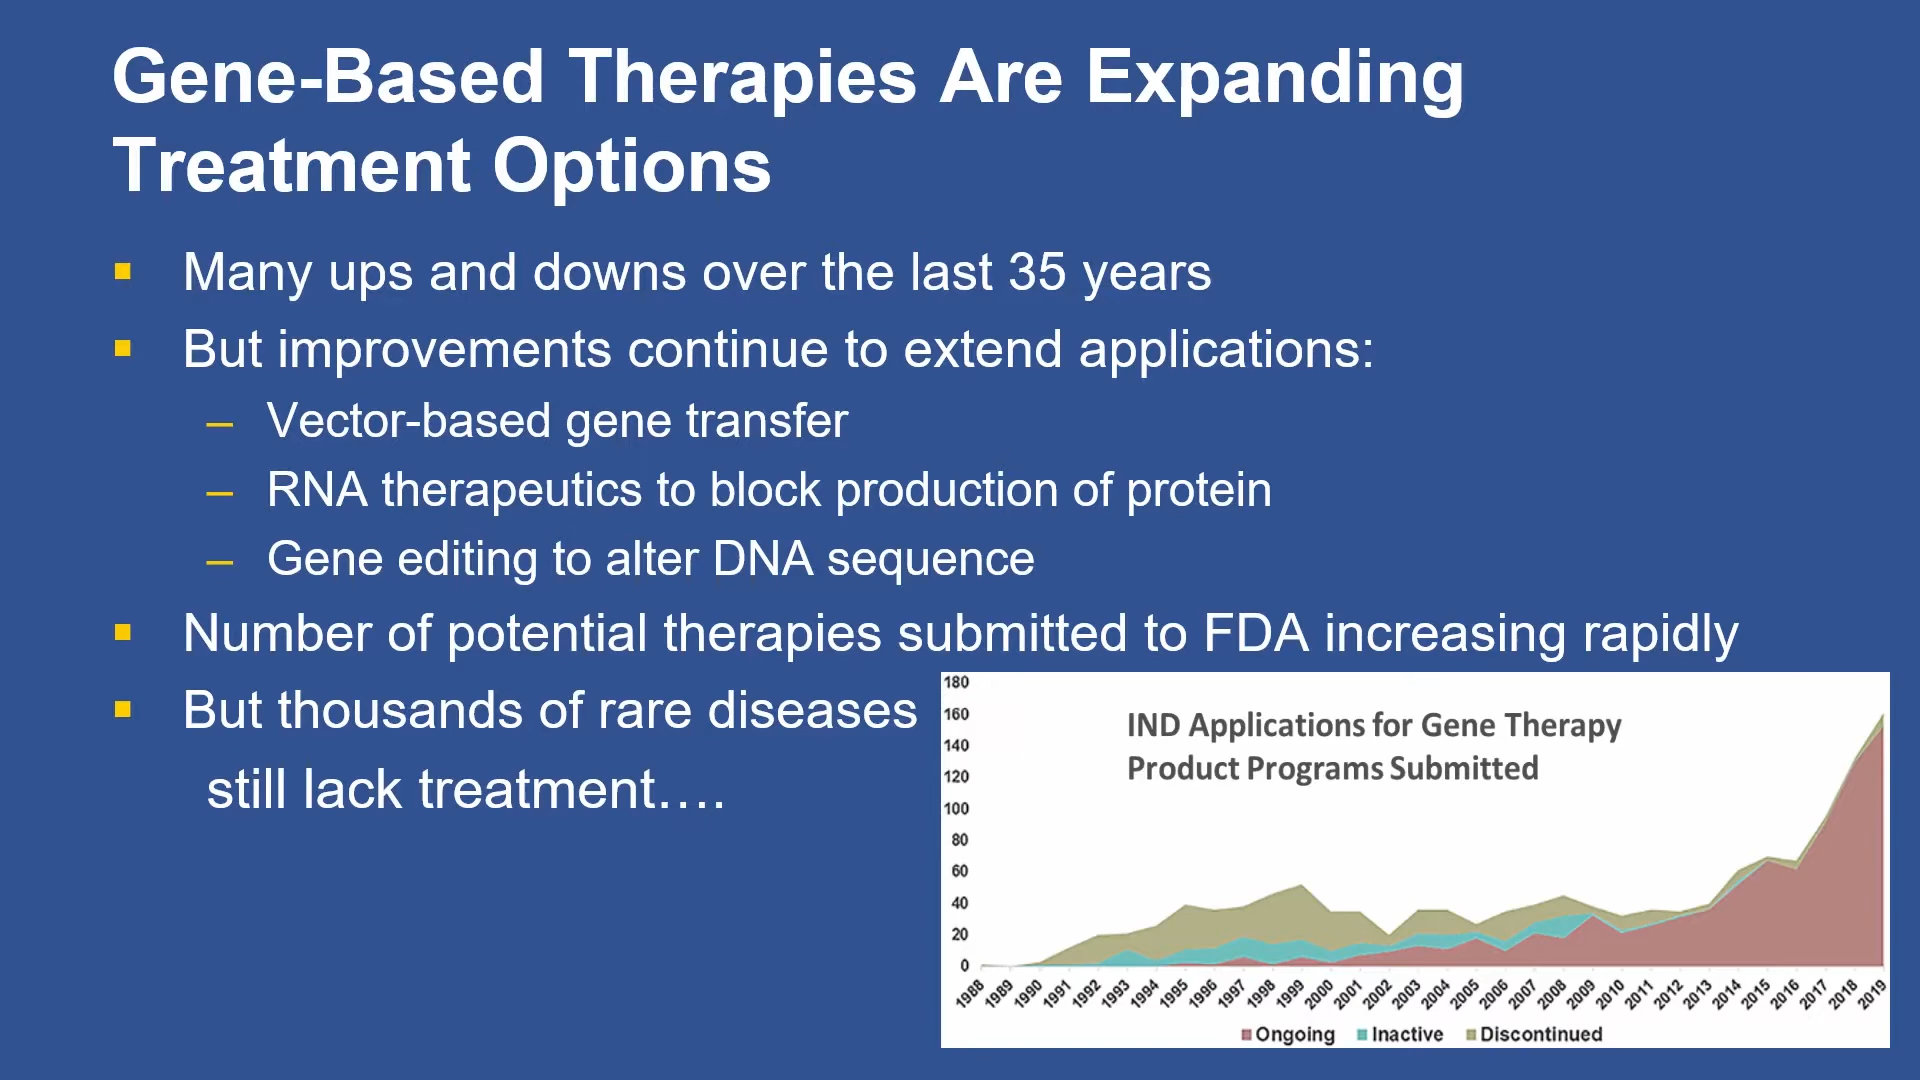 Gene-Based Therapies Are Expanding
Treatment Options
▪ Many ups and downs over the last 35 years
▪ But improvements continue to extend applications:
– Vector-based gene transfer
– RNA therapeutics to block production of protein
– Gene editing to alter DNA sequence
▪ Number of potential therapies submitted to FDA increasing rapidly
▪ But thousands of rare diseases
still lack treatment….
IND Applications for Gene Therapy
Product Programs Submitted
180
160
140
120
100
80
60
40
20
0
1988 1989 1990 1991 1992 1993 1994 1995 1996 1997 1998 1999 2000 2001 2002 2003 2004 2005 2006 2007 2008 2009 2010 2011 2012 2013 2014 2015 2016 2017 2018 2019
Ongoing Inactive Discontinued